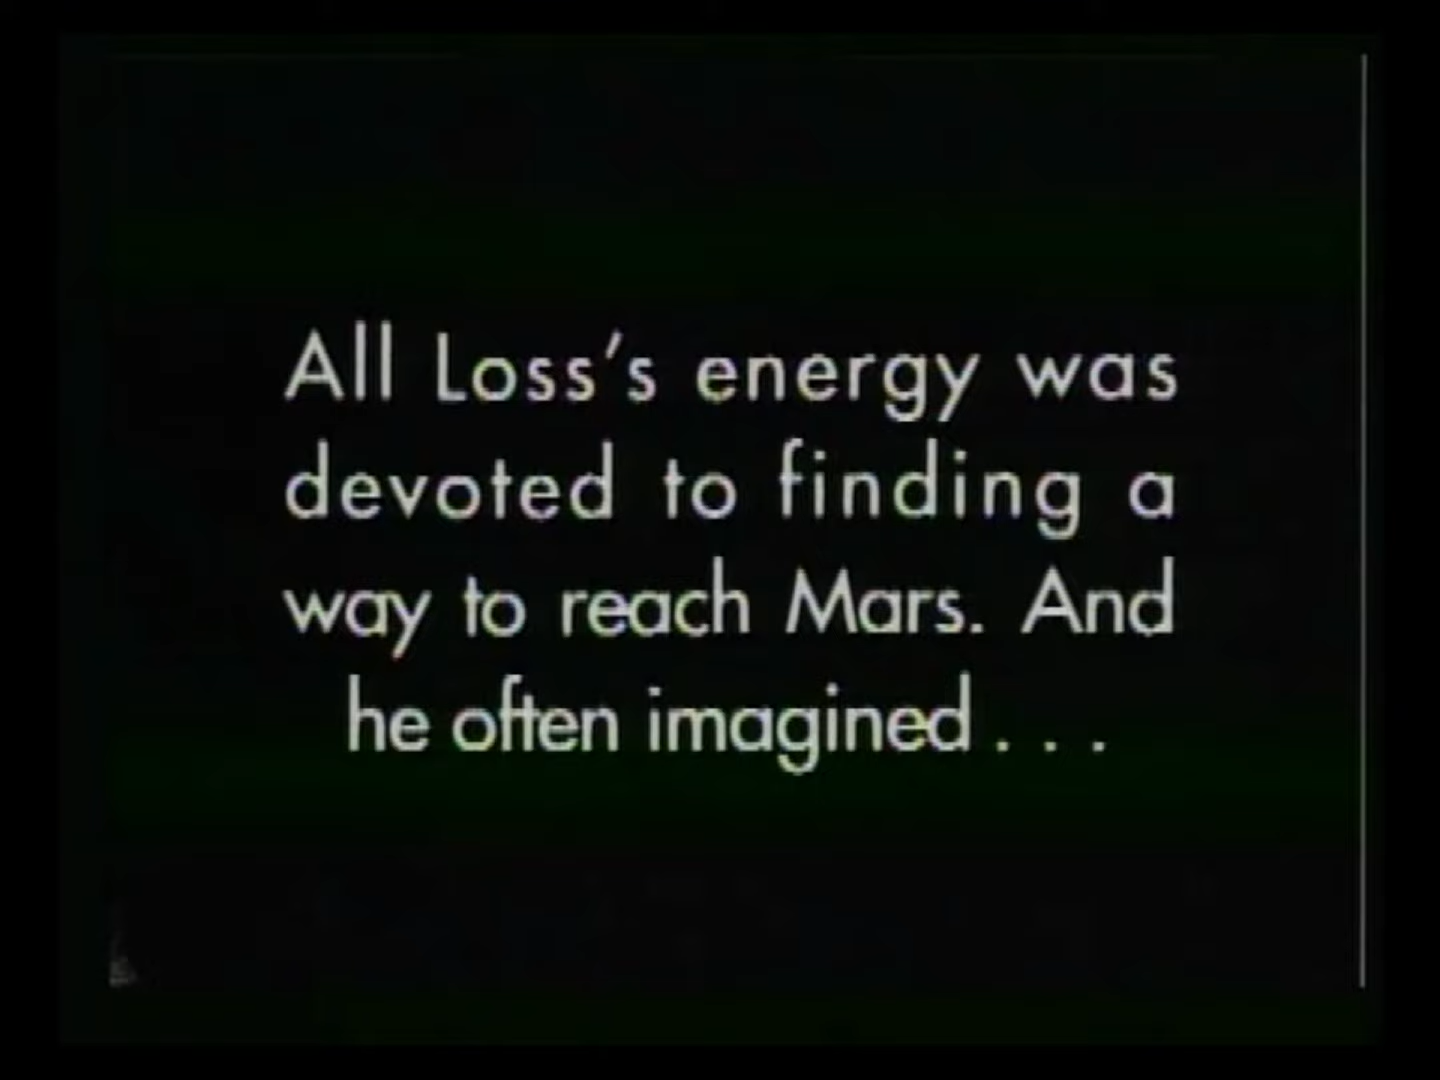 All Loss’s energy was
devoted to finding a
way to reach Mars. And
he often imagined . . .